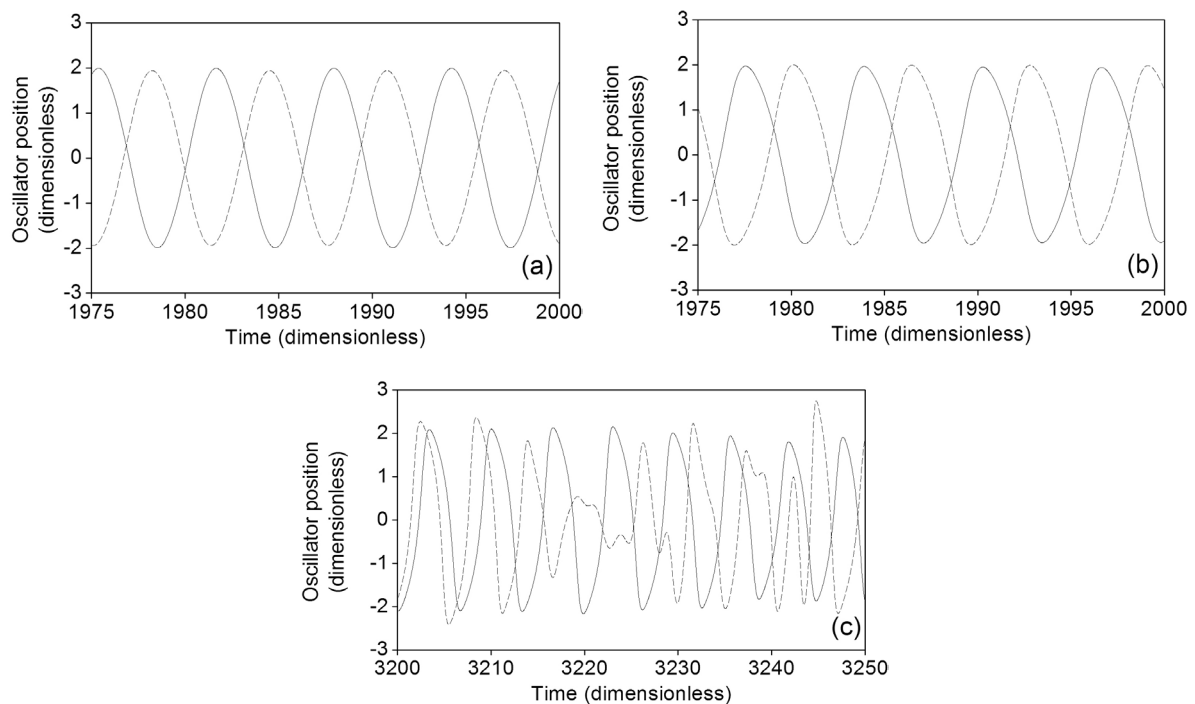 3
2
1
0
-1
-2
-3
Oscillator position
(dimensionless)
(a)
1975 1980 1985 1990 1995 2000
Time (dimensionless)
3
2
1
0
-1
-2
-3
Oscillator position
(dimensionless)
(b)
1975 1980 1985 1990 1995 2000
Time (dimensionless)
3
2
1
0
-1
-2
-3
Oscillator position
(dimensionless)
(c)
3200 3210 3220 3230 3240 3250
Time (dimensionless)